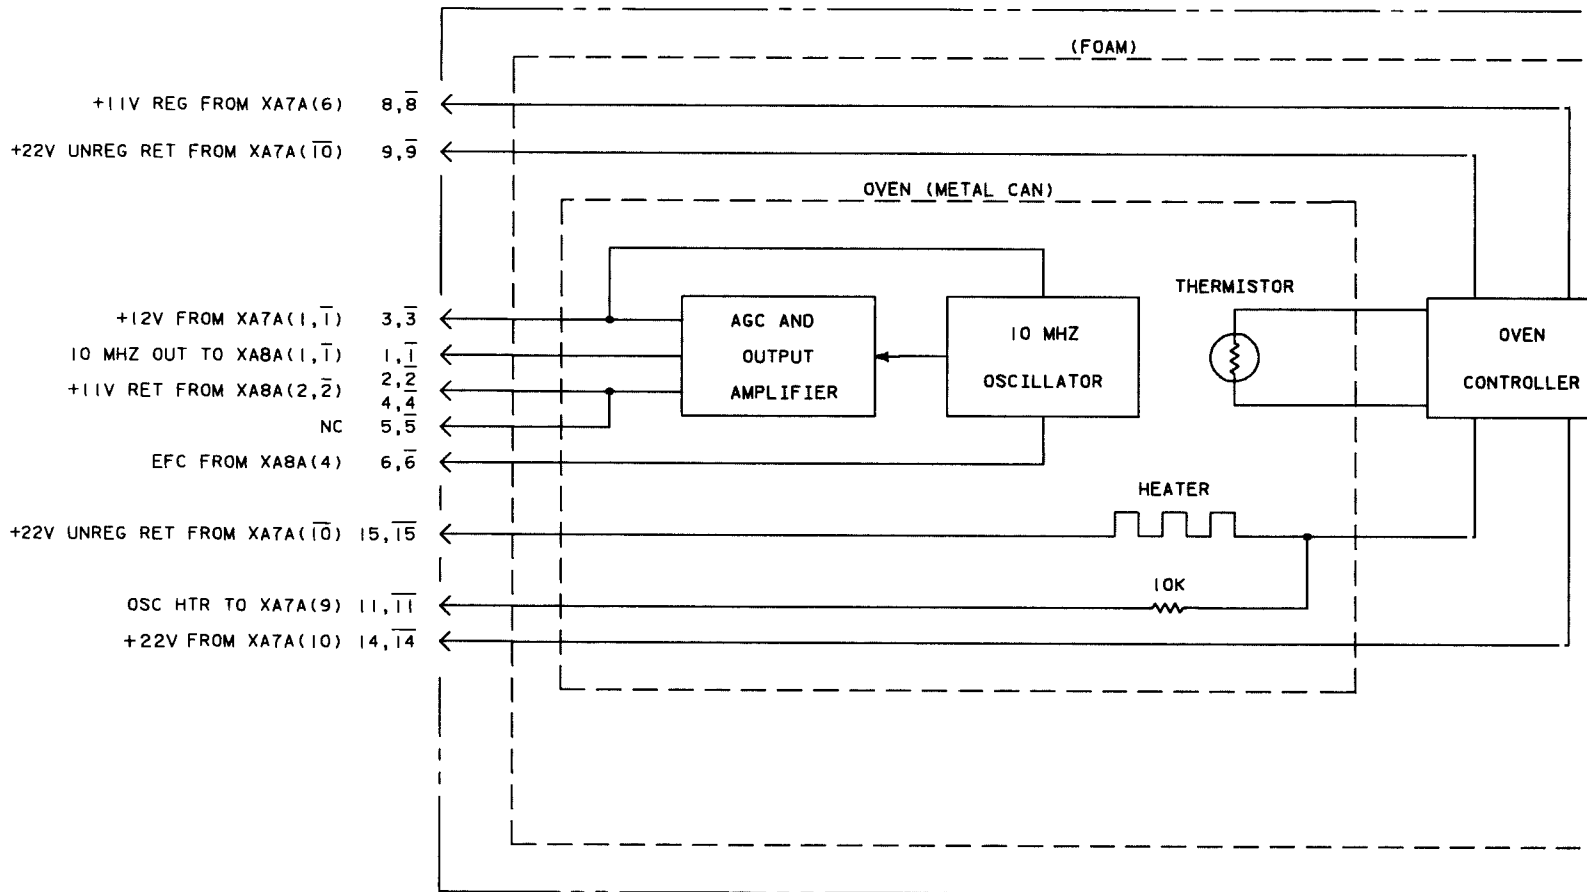 (FOAM)
+11V REG FROM XA7A(6) 8,8̅
+22V UNREG RET FROM XA7A(1̅0̅) 9,9̅
OVEN (METAL CAN)
THERMISTOR
+12V FROM XA7A(1,1̅) 3,3̅
10 MHZ OUT TO XA8A(1,1̅) 1,1̅
+11V RET FROM XA8A(2,2̅) 2,2̅
4,4̅
NC 5,5̅
EFC FROM XA8A(4) 6,6̅
AGC AND
OUTPUT
AMPLIFIER
10 MHZ
OSCILLATOR
OVEN
CONTROLLER
HEATER
+22V UNREG RET FROM XA7A(1̅0̅) 15,1̅5̅
10K
OSC HTR TO XA7A(9) 11,1̅1̅
+22V FROM XA7A(10) 14,1̅4̅